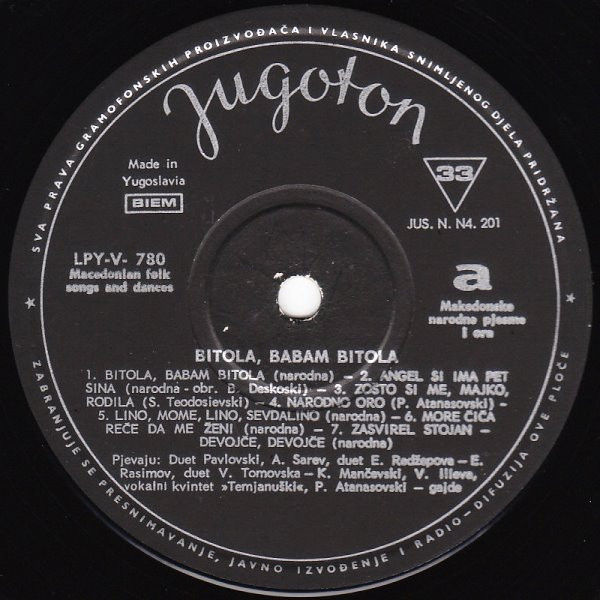 SVA PRAVA GRAMOFONSKIH PROIZVOĐAČA I VLASNIKA SNIMLJENOG DJELA PRIDRŽANA
Jugoton
Made in
Yugoslavia
BIEM
33
JUS. N. N4. 201
LPY-V- 780
Macedonian folk
songs and dances
a
Makedonske
narodne pjesme
i ora
BITOLA, BABAM BITOLA
1. BITOLA, BABAM BITOLA (narodna) – 2. ANGEL SI IMA PET
SINA (narodna - obr. D. Deskoski) – 3. ZOŠTO SI ME, MAJKO,
RODILA (S. Teodosievski) – 4. NARODNO ORO (P. Atanasovski) –
5. LINO, MOME, LINO, SEVDALINO (narodna) – 6. MORE ČIČA
REČE DA ME ŽENI (narodna) – 7. ZASVIREL STOJAN –
DEVOJČE, DEVOJČE (narodna)
Pjevaju: Duet Pavlovski, A. Sarev, duet E. Redžepova – E.
Rasimov, duet V. Tomovska – K. Mančevski, V. Ilieva,
vokalni kvintet »Temjanuški«, P. Atanasovski – gajde
ZABRANJUJE SE PRESNIMAVANJE, JAVNO IZVOĐENJE I RADIO - DIFUZIJA OVE PLOČE